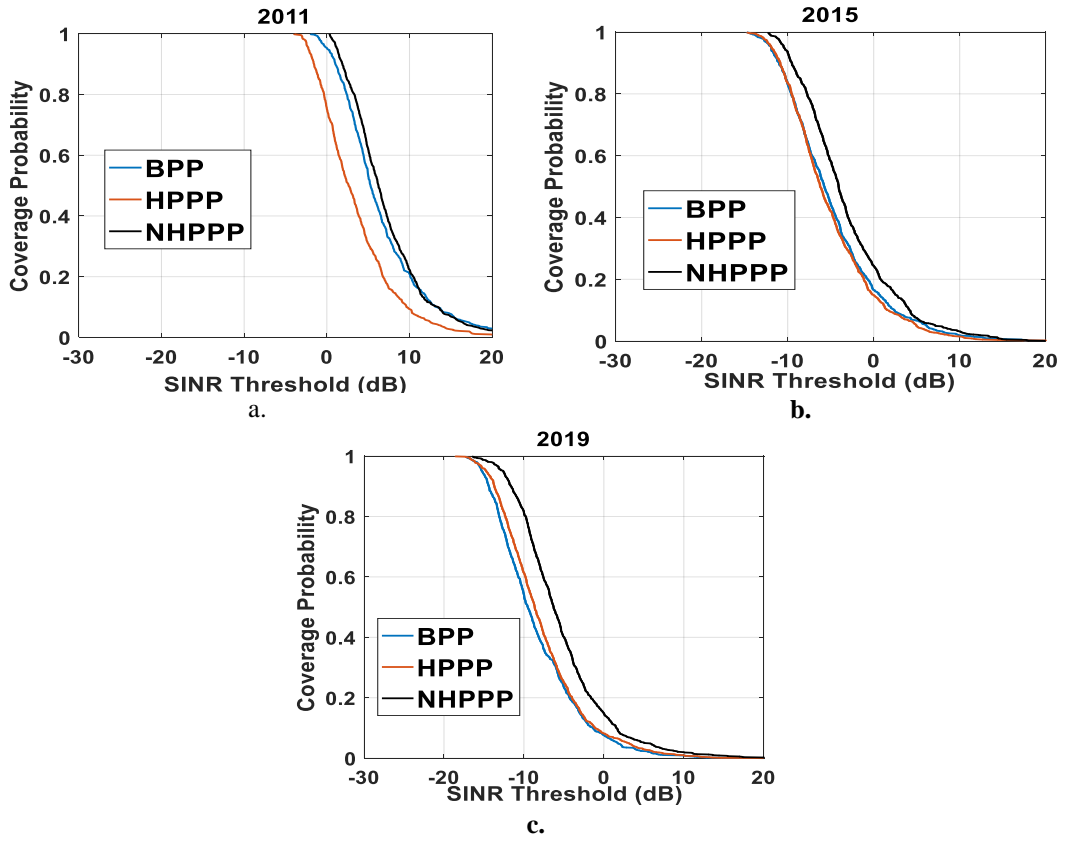 2011
1
0.8
0.6
0.4
0.2
0
Coverage Probability
BPP
HPPP
NHPPP
-30 -20 -10 0 10 20
SINR Threshold (dB)
a.
2015
1
0.8
0.6
0.4
0.2
0
Coverage Probability
BPP
HPPP
NHPPP
-30 -20 -10 0 10 20
SINR Threshold (dB)
b.
2019
1
0.8
0.6
0.4
0.2
0
Coverage Probability
BPP
HPPP
NHPPP
-30 -20 -10 0 10 20
SINR Threshold (dB)
c.